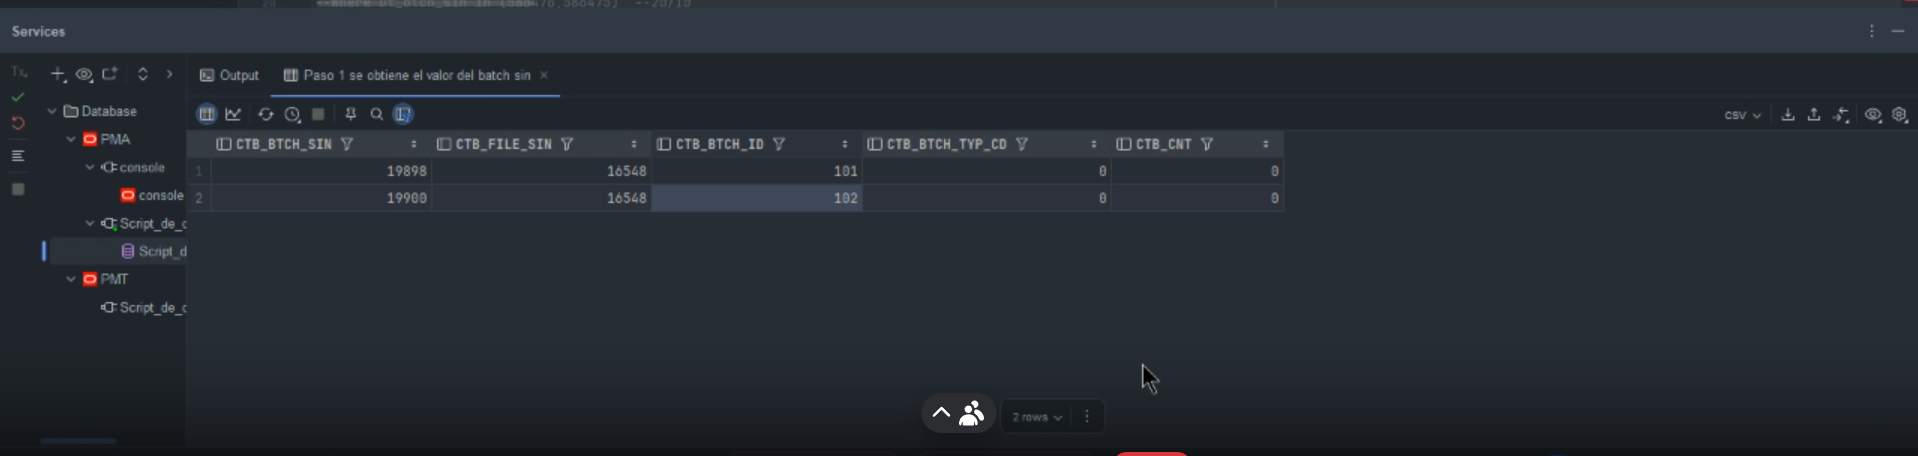 Services
Tx
Output
Paso 1 se obtiene el valor del batch sin
Database
PMA
console
console
Script_de_c
Script_d
PMT
Script_de_c
CSV
CTB_BTCH_SIN CTB_FILE_SIN CTB_BTCH_ID CTB_BTCH_TYP_CD CTB_CNT
1 19898 16548 101 0 0
2 19900 16548 102 0 0
2 rows